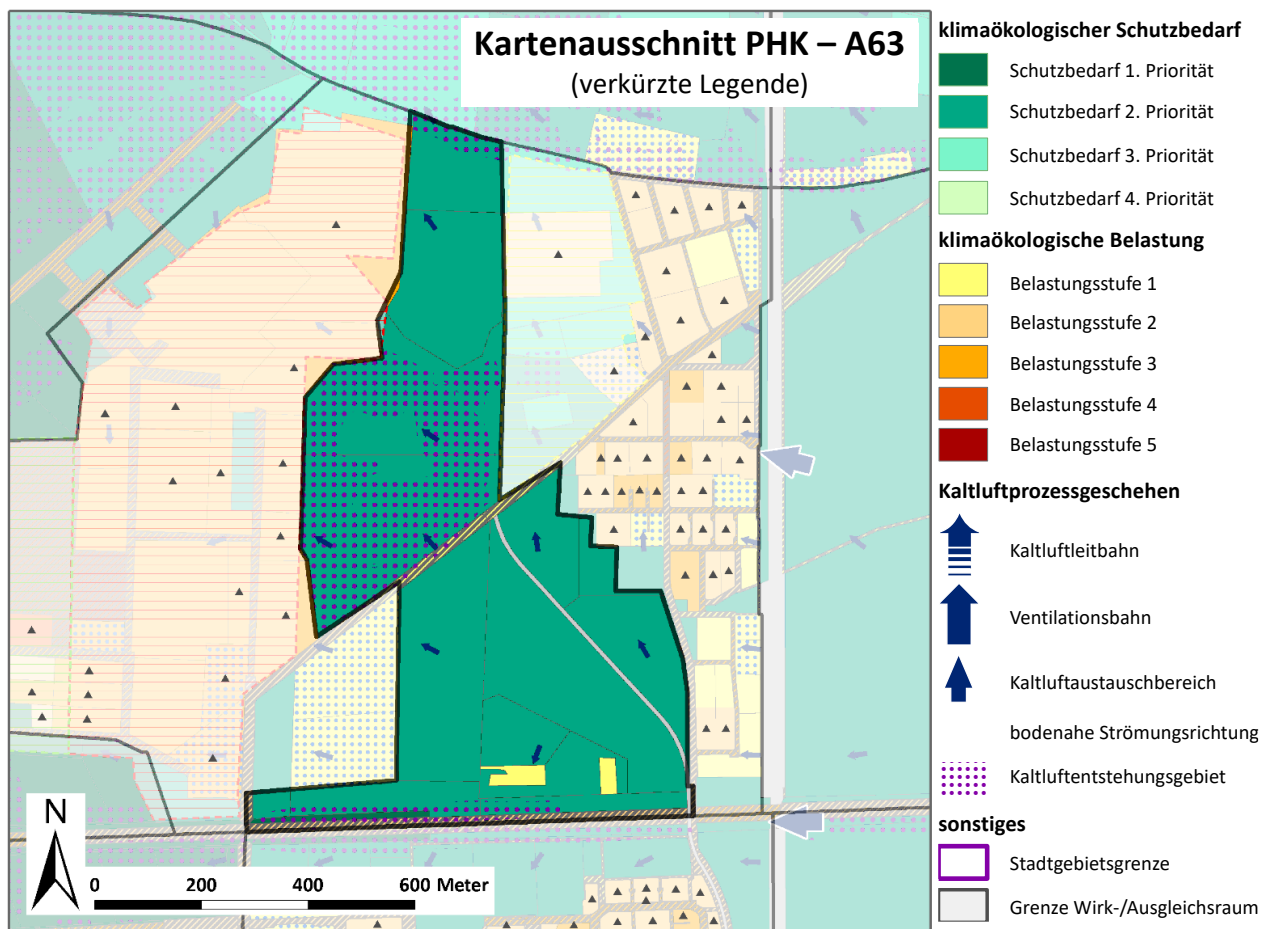 Kartenausschnitt PHK – A63
(verkürzte Legende)
klimaökologischer Schutzbedarf
Schutzbedarf 1. Priorität
Schutzbedarf 2. Priorität
Schutzbedarf 3. Priorität
Schutzbedarf 4. Priorität
klimaökologische Belastung
Belastungsstufe 1
Belastungsstufe 2
Belastungsstufe 3
Belastungsstufe 4
Belastungsstufe 5
Kaltluftprozessgeschehen
Kaltluftleitbahn
Ventilationsbahn
Kaltluftaustauschbereich
bodenahe Strömungsrichtung
Kaltluftentstehungsgebiet
sonstiges
Stadtgebietsgrenze
Grenze Wirk-/Ausgleichsraum
N
0 200 400 600 Meter